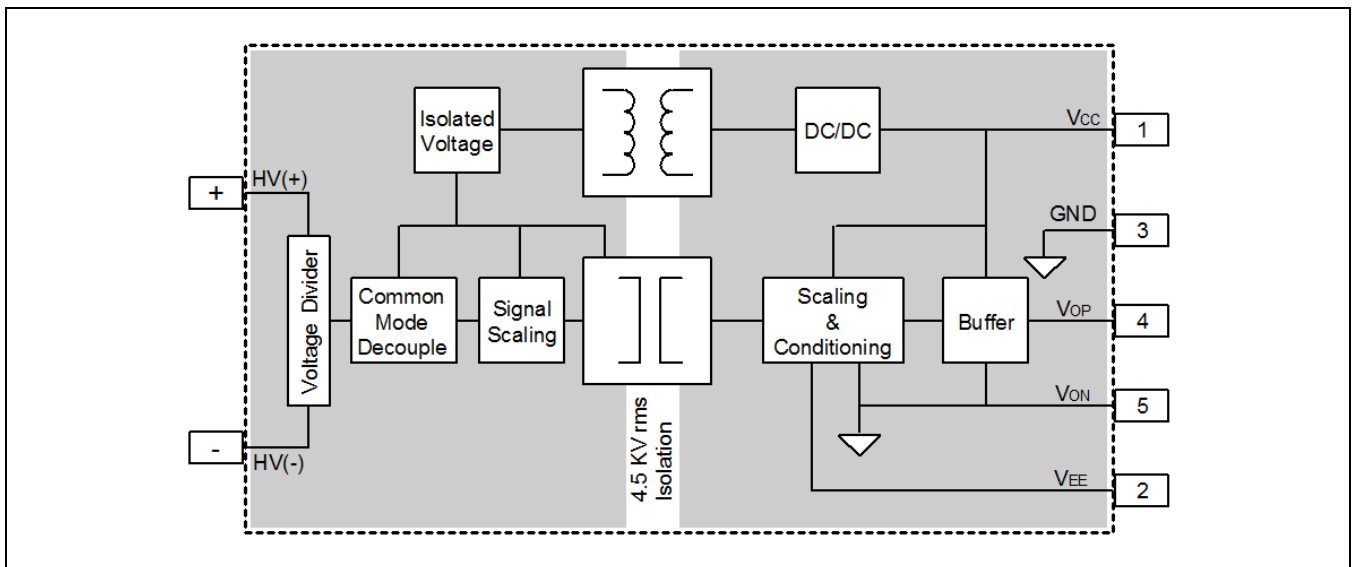 Isolated
Voltage
DC/DC
VCC
1
+
HV(+)
GND
3
Voltage Divider
Common
Mode
Decouple
Signal
Scaling
Scaling
&
Conditioning
Buffer
VOP
4
VON
5
-
HV(-)
4.5 KV rms
Isolation
VEE
2